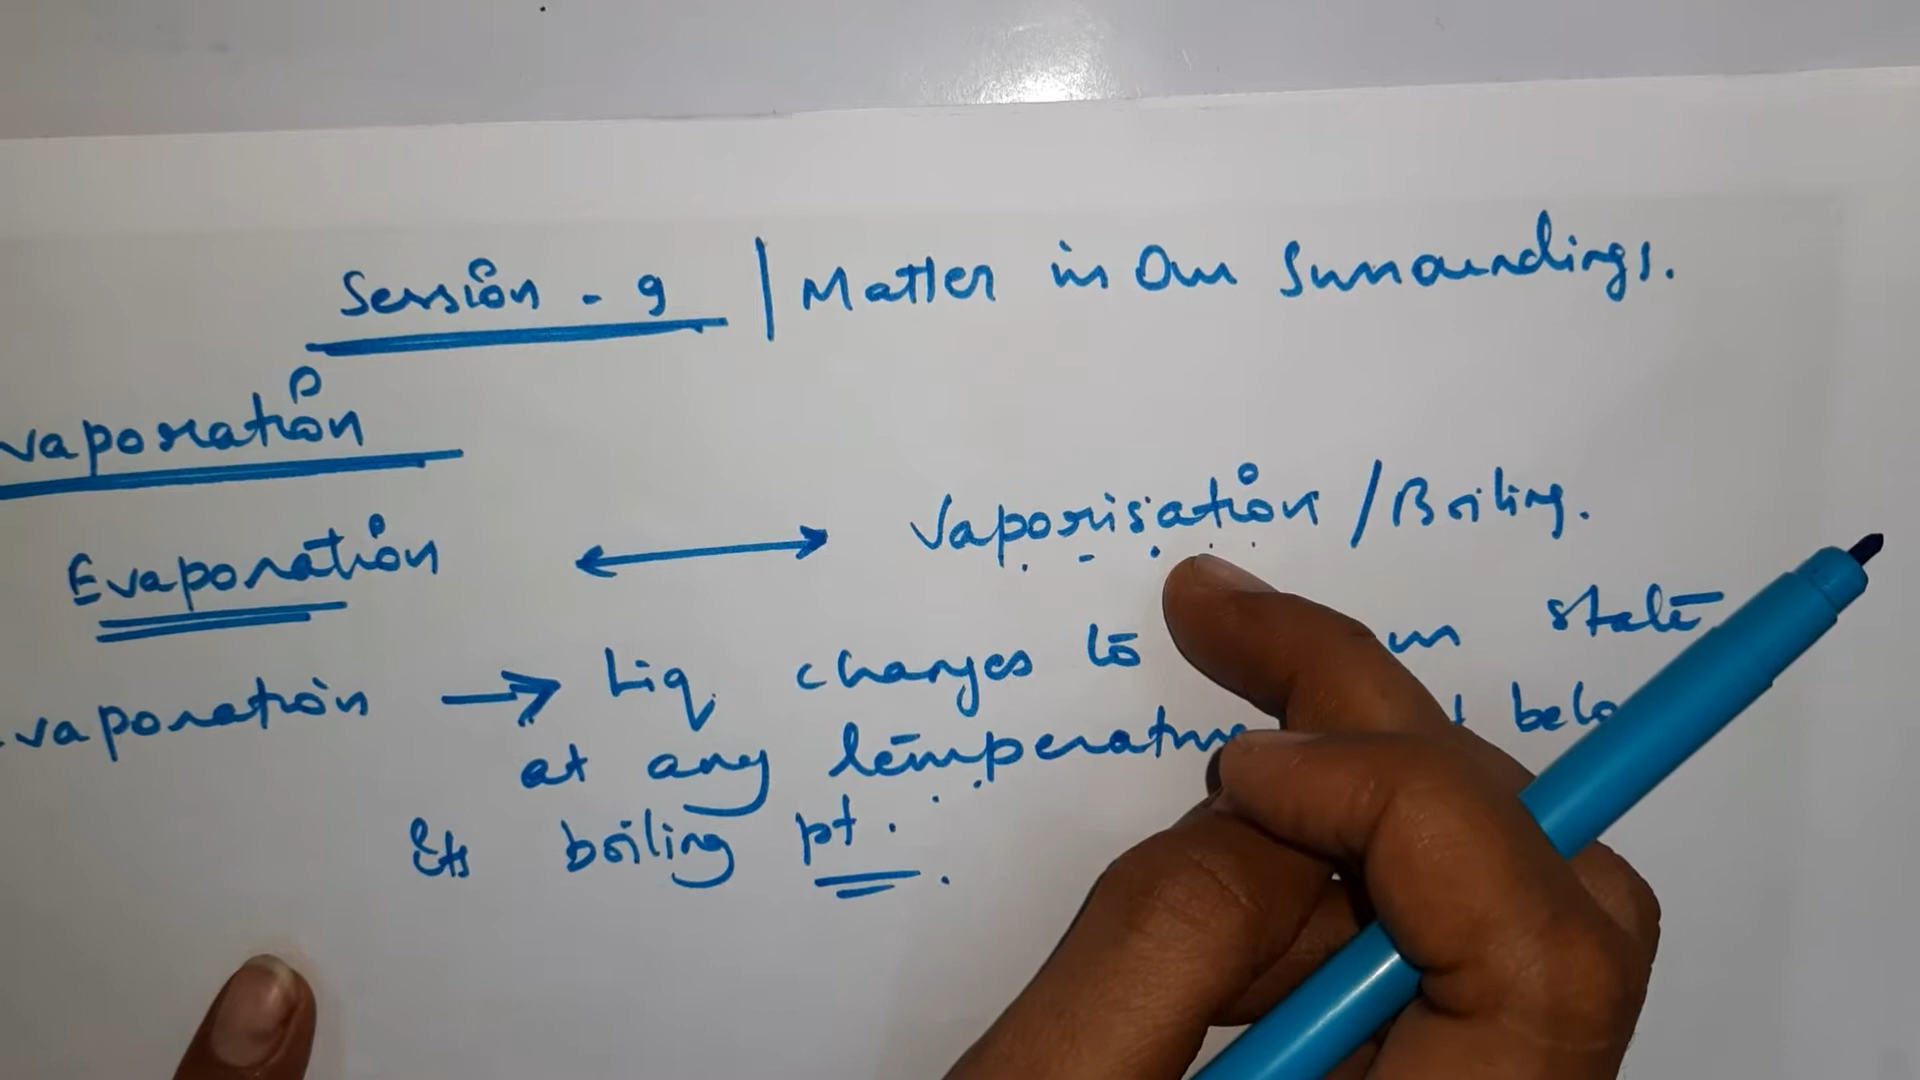 Session - 9 | Matter in Our Surroundings.
vaporation
Evaporation ↔ Vaporisation / Boiling.
vaporation → Liq. changes to state
at any temperature
Its boiling pt.